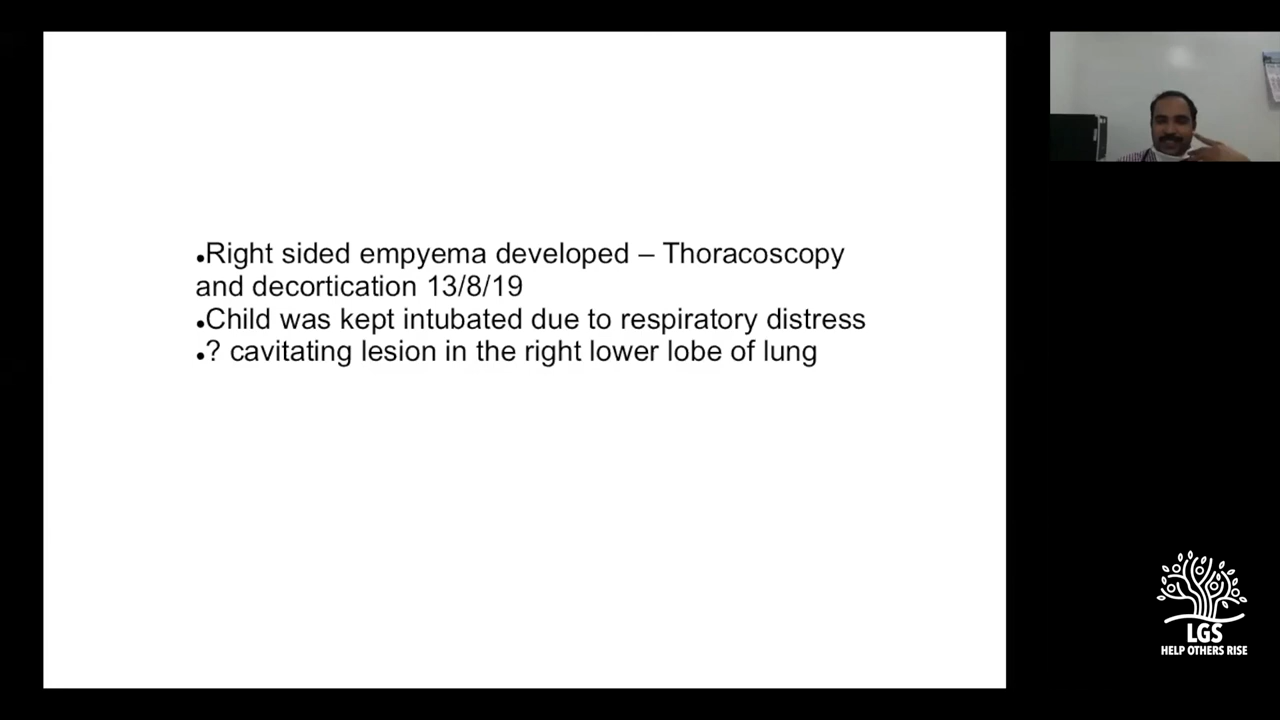 ●Right sided empyema developed – Thoracoscopy
and decortication 13/8/19
●Child was kept intubated due to respiratory distress
●? cavitating lesion in the right lower lobe of lung
LGS
HELP OTHERS RISE